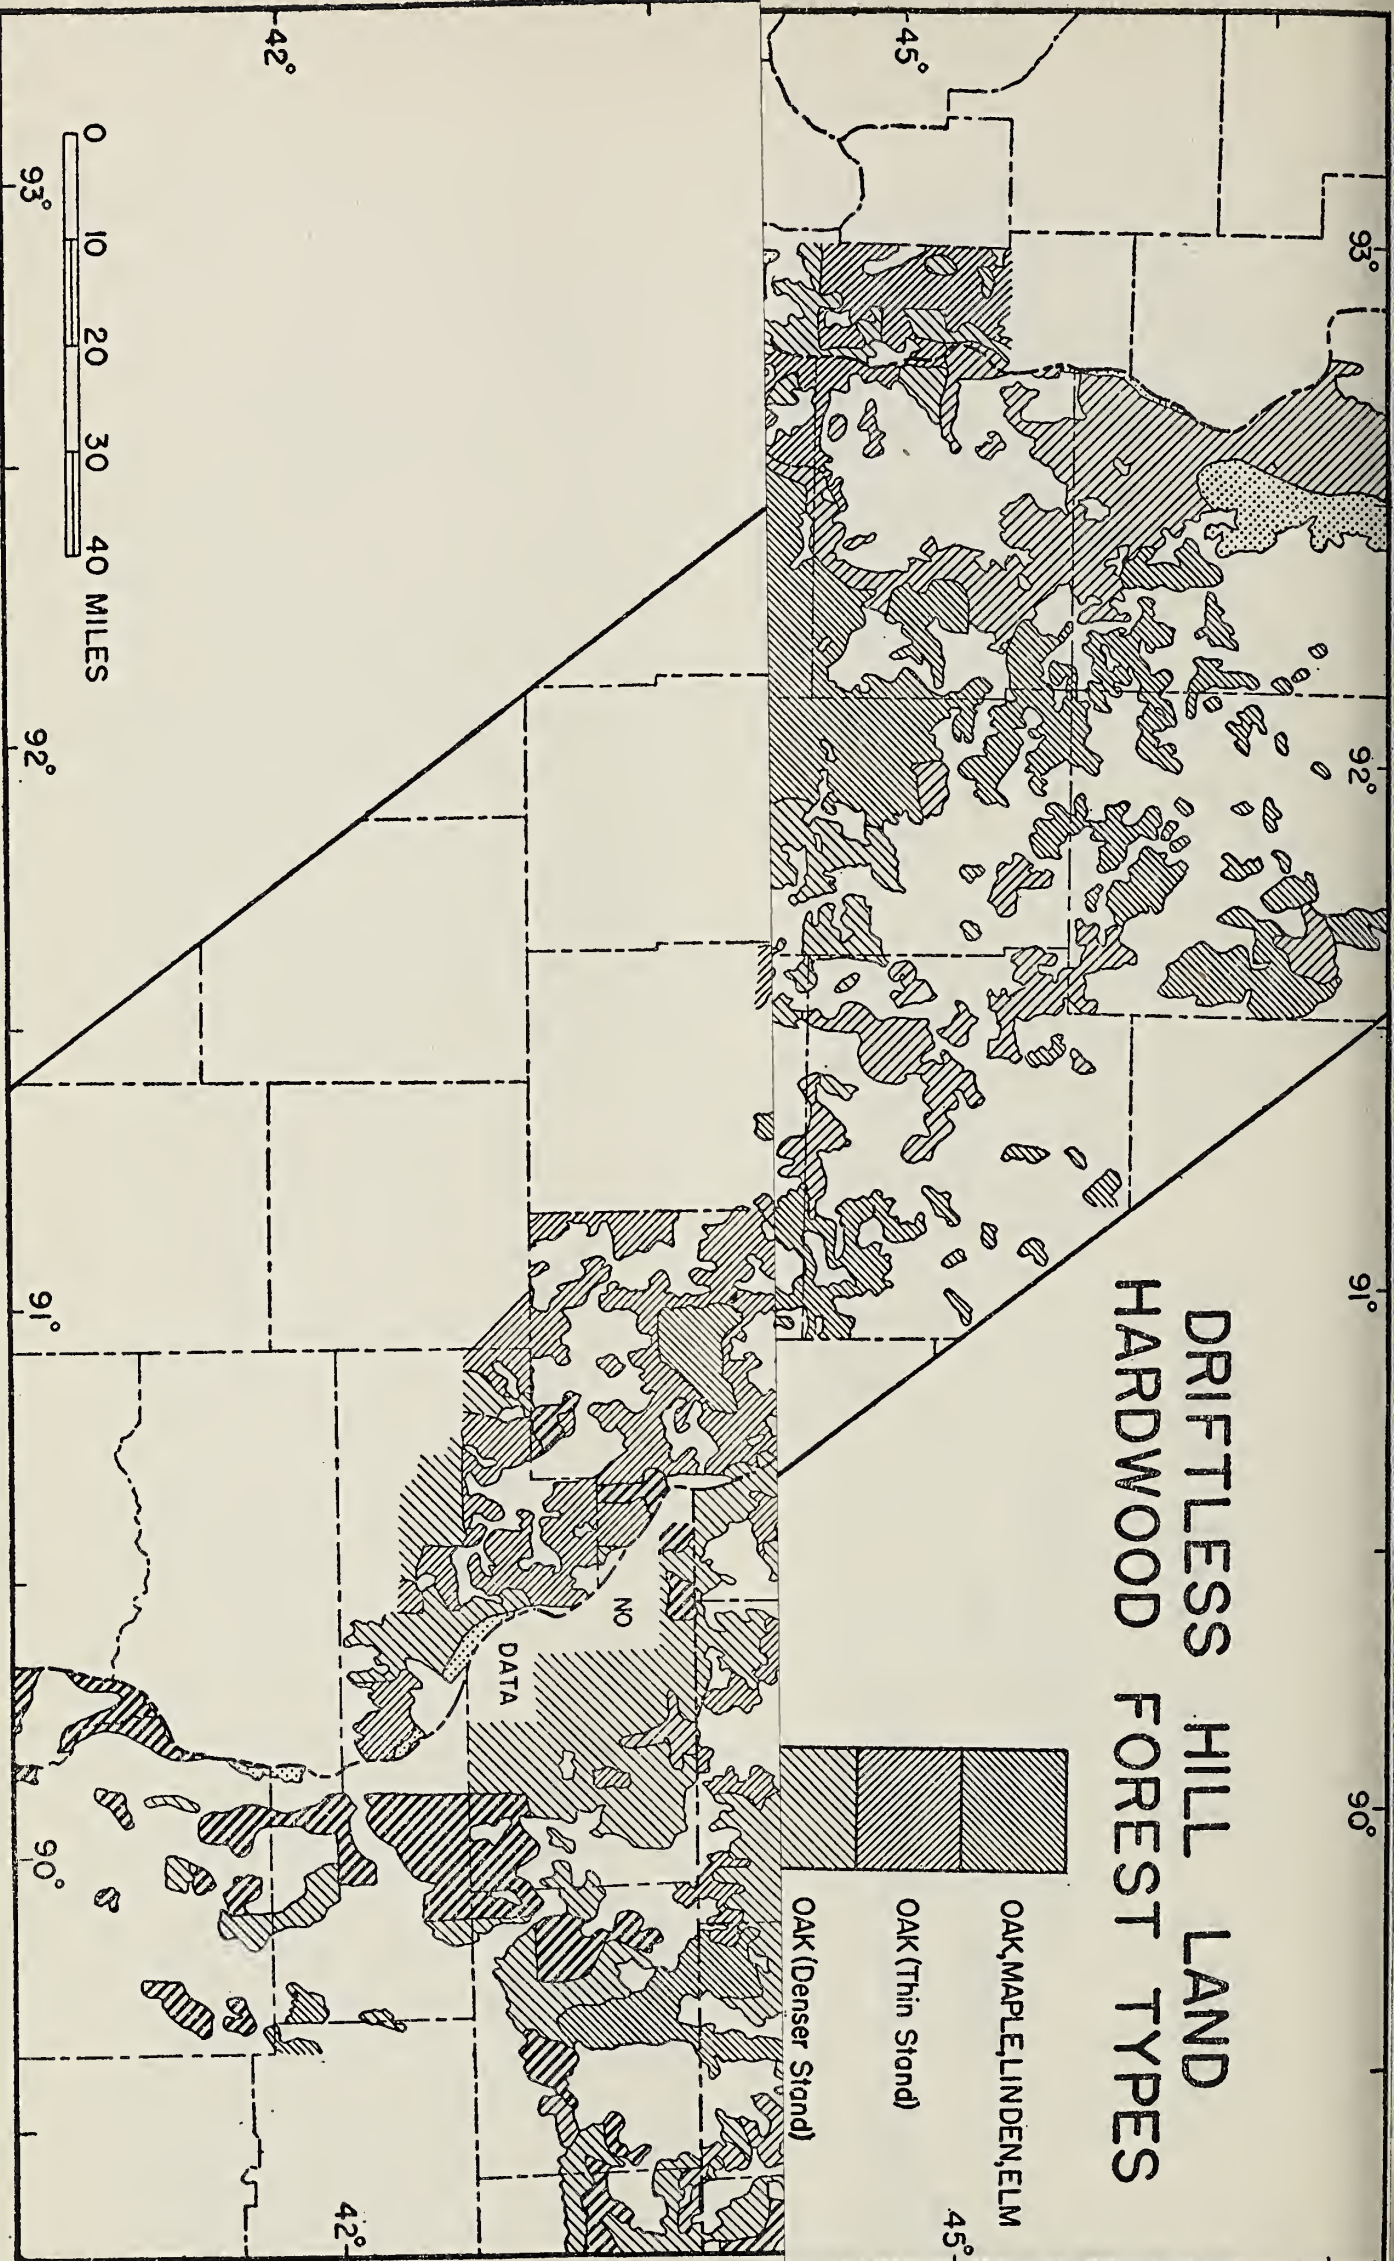 DRIFTLESS HILL LAND
HARDWOOD FOREST TYPES
OAK,MAPLE,LINDEN,ELM
OAK (Thin Stand)
OAK (Denser Stand)
93°
92°
91°
90°
45°
45°
NO
DATA
42°
42°
0 10 20 30 40 MILES
93°
92°
91°
90°